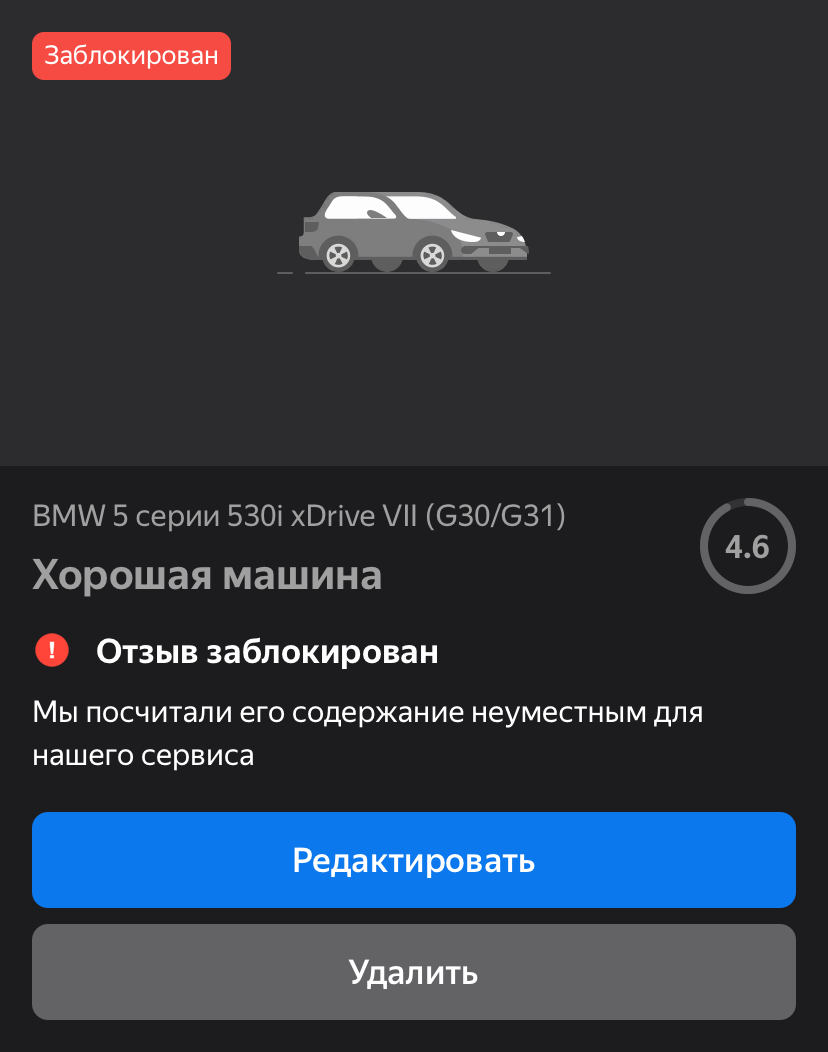 Заблокирован
BMW 5 серии 530i xDrive VII (G30/G31)
4.6
Хорошая машина
! Отзыв заблокирован
Мы посчитали его содержание неуместным для
нашего сервиса
Редактировать
Удалить